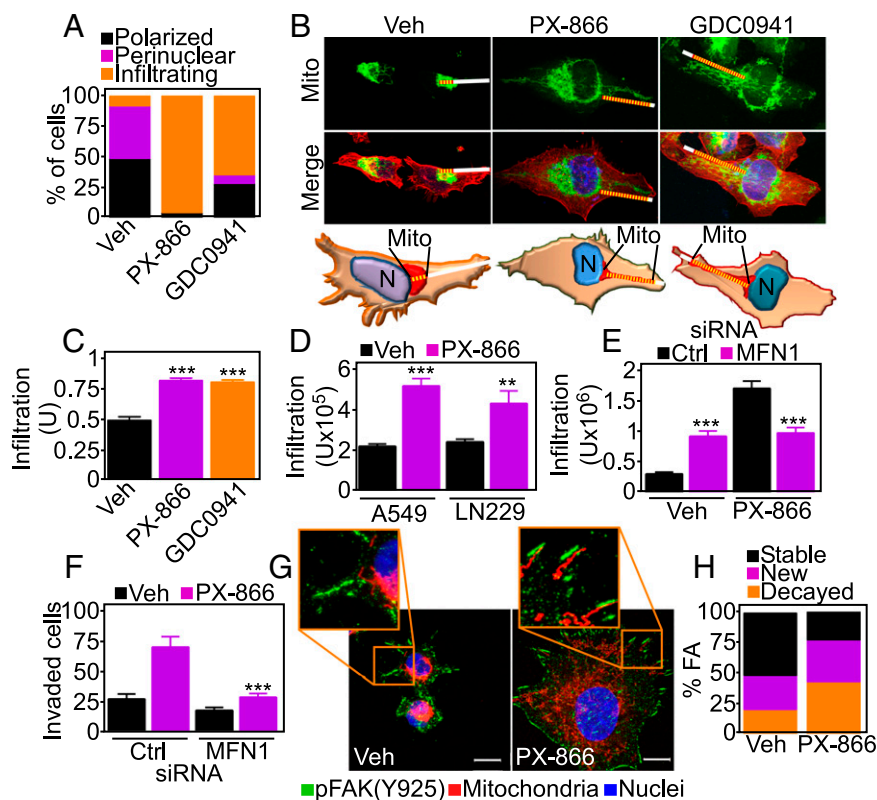 A
Polarized
Perinuclear
Infiltrating
% of cells
100
75
50
25
0
Veh
PX-866
GDC0941
B
Veh PX-866 GDC0941
Mito
Merge
Mito Mito
N N N
C
Infiltration
(U)
1
0.75
0.5
0.25
0
*** ***
Veh
PX-866
GDC0941
D
Veh PX-866
Infiltration
(Ux10⁵)
6
4
2
0
*** **
A549 LN229
E
siRNA
Ctrl MFN1
Infiltration
(Ux10⁶)
2
1.5
1
0.5
0
*** ***
Veh PX-866
F
Veh PX-866
Invaded cells
100
75
50
25
0
***
Ctrl MFN1
siRNA
G
Veh PX-866
pFAK(Y925) Mitochondria Nuclei
H
Stable
New
Decayed
% FA
100
75
50
25
0
Veh PX-866